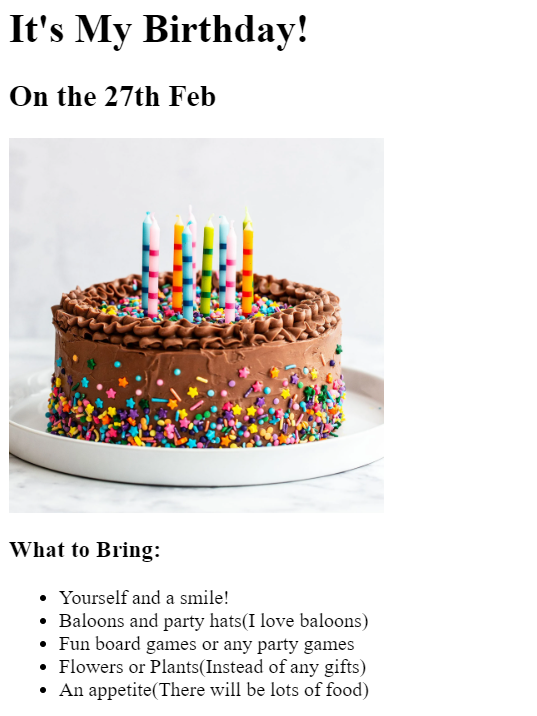 It's My Birthday!
On the 27th Feb
What to Bring:
Yourself and a smile!
Baloons and party hats(I love baloons)
Fun board games or any party games
Flowers or Plants(Instead of any gifts)
An appetite(There will be lots of food)